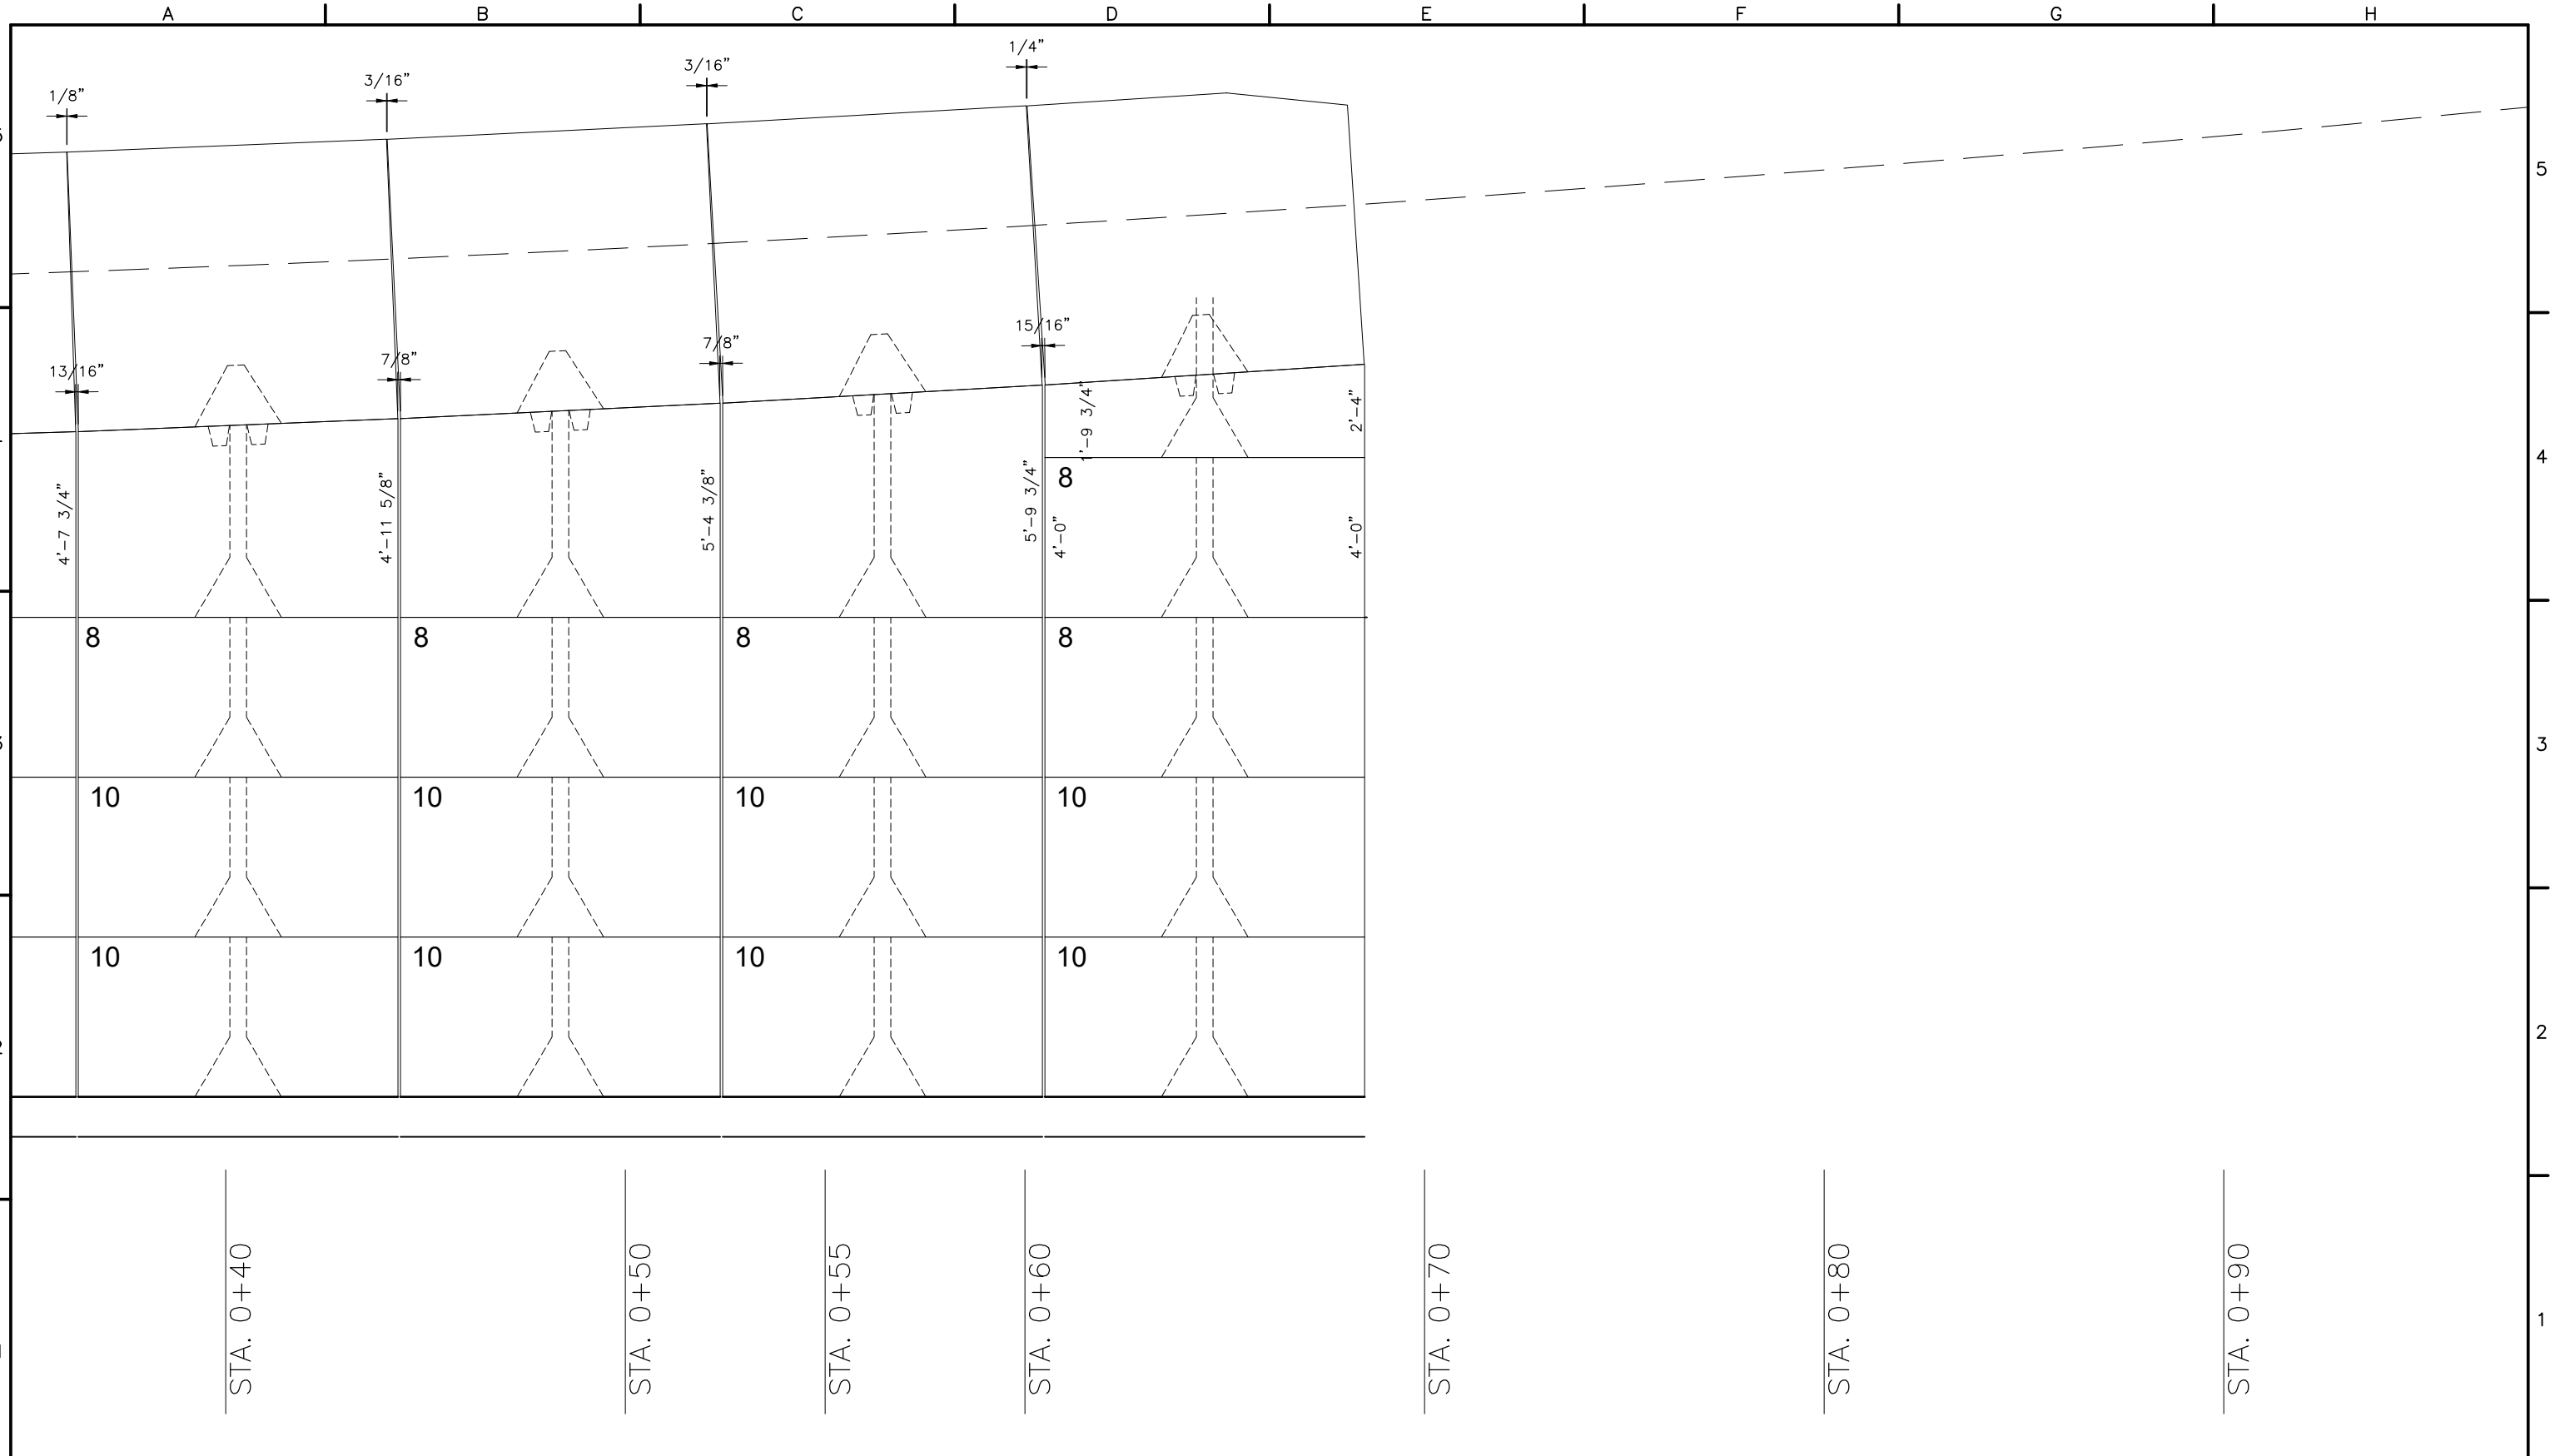 A B C D E F G H
1/4”
3/16”
3/16”
1/8”
5
15/16”
7/8”
7/8”
13/16”
1’-9 3/4”
2’-4”
4
8
4’-7 3/4”
4’-11 5/8”
5’-4 3/8”
5’-9 3/4”
4’-0”
4’-0”
8 8 8 8
3
10 10 10 10
10 10 10 10
2
STA. 0+40
STA. 0+50
STA. 0+55
STA. 0+60
STA. 0+70
STA. 0+80
STA. 0+90
1